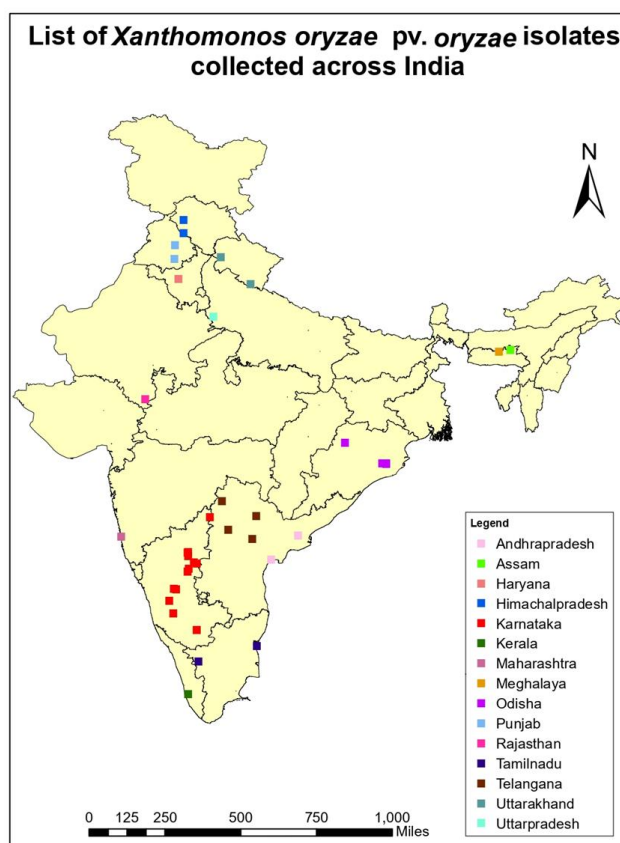 List of Xanthomonos oryzae pv. oryzae isolates
collected across India
N
Legend
Andhrapradesh
Assam
Haryana
Himachalpradesh
Karnataka
Kerala
Maharashtra
Meghalaya
Odisha
Punjab
Rajasthan
Tamilnadu
Telangana
Uttarakhand
Uttarpradesh
0 125 250 500 750 1,000
Miles